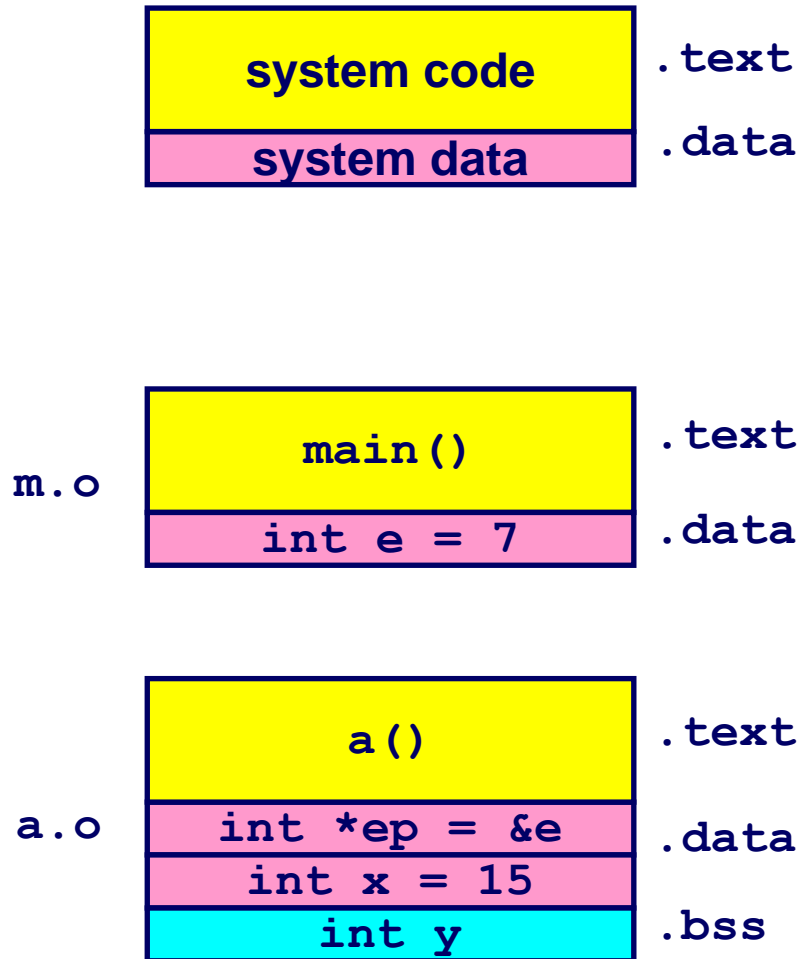 system code .text
system data .data
main() .text
m.o
int e = 7 .data
a() .text
a.o int *ep = &e .data
int x = 15
int y .bss